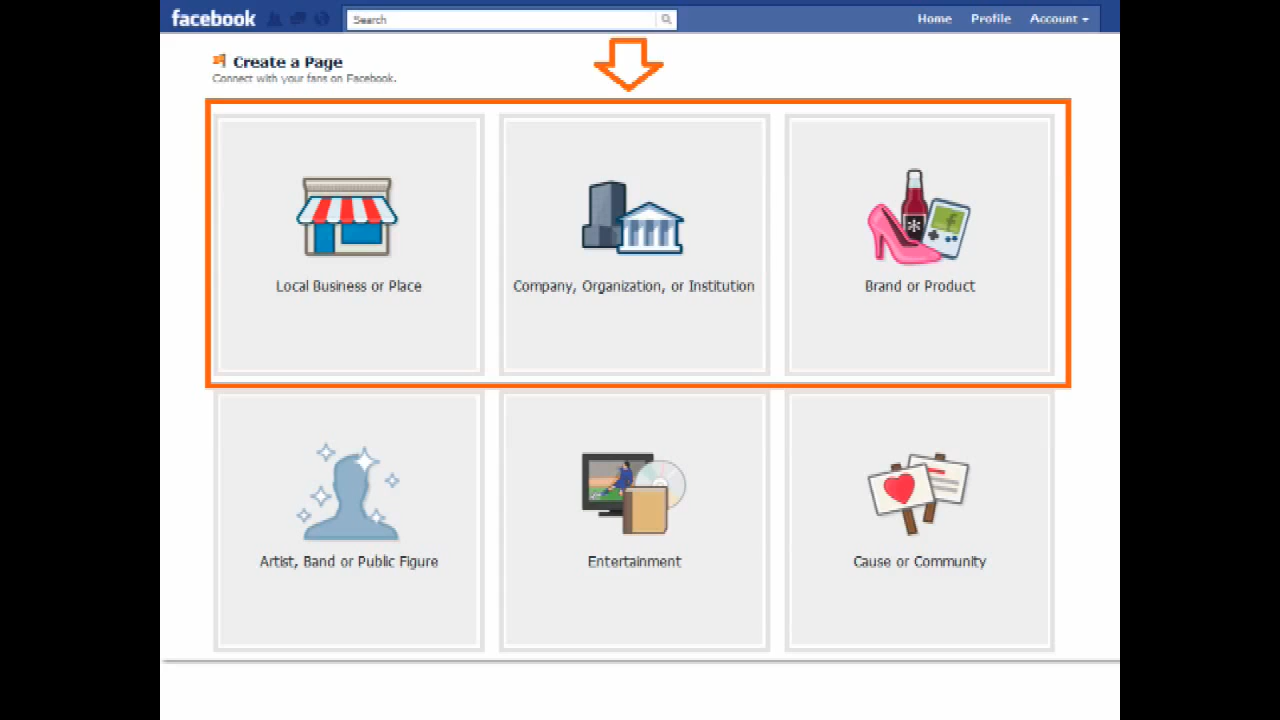 facebook Search Home Profile Account
Create a Page
Connect with your fans on Facebook.
Local Business or Place Company, Organization, or Institution Brand or Product
Artist, Band or Public Figure Entertainment Cause or Community